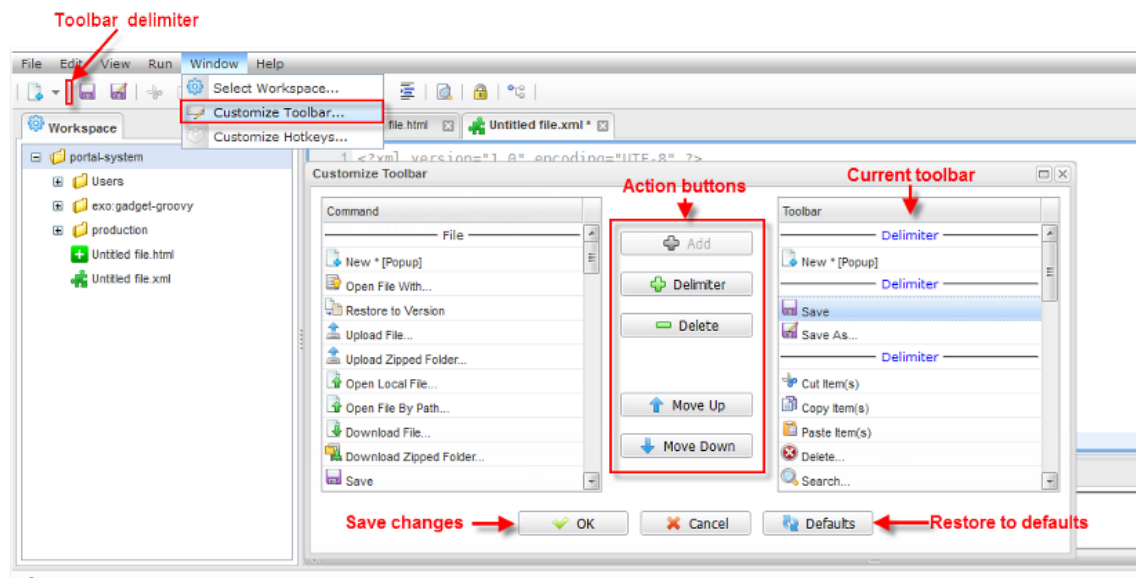 Toolbar delimiter
File Edit View Run Window Help
Select Workspace...
Customize Toolbar...
Customize Hotkeys...
Workspace
file.html
Untitled file.xml *
portal-system
Users
exo:gadget-groovy
production
Untitled file.html
Untitled file.xml
1 <?xml version="1.0" encoding="UTF-8" ?>
Customize Toolbar
Action buttons
Current toolbar
Command
File
New * [Popup]
Open File With...
Restore to Version
Upload File...
Upload Zipped Folder...
Open Local File...
Open File By Path...
Download File...
Download Zipped Folder...
Save
Add
Delimiter
Delete
Move Up
Move Down
Toolbar
Delimiter
New * [Popup]
Delimiter
Save
Save As...
Delimiter
Cut Item(s)
Copy Item(s)
Paste Item(s)
Delete...
Search...
Save changes
OK
Cancel
Defaults
Restore to defaults